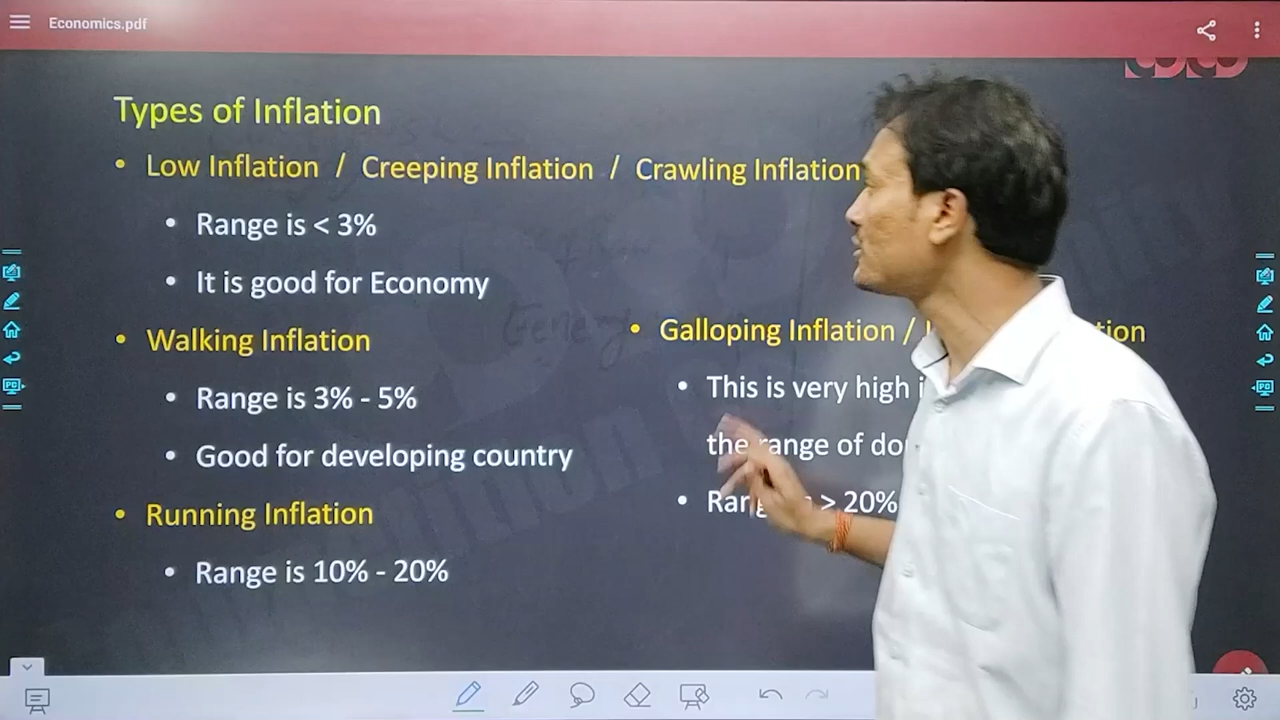 Economics.pdf
Types of Inflation
• Low Inflation / Creeping Inflation / Crawling Inflation
• Range is < 3%
• It is good for Economy
• Walking Inflation
• Range is 3% - 5%
• Good for developing country
• Running Inflation
• Range is 10% - 20%
• Galloping Inflation /
• This is very high
the range of
• > 20%